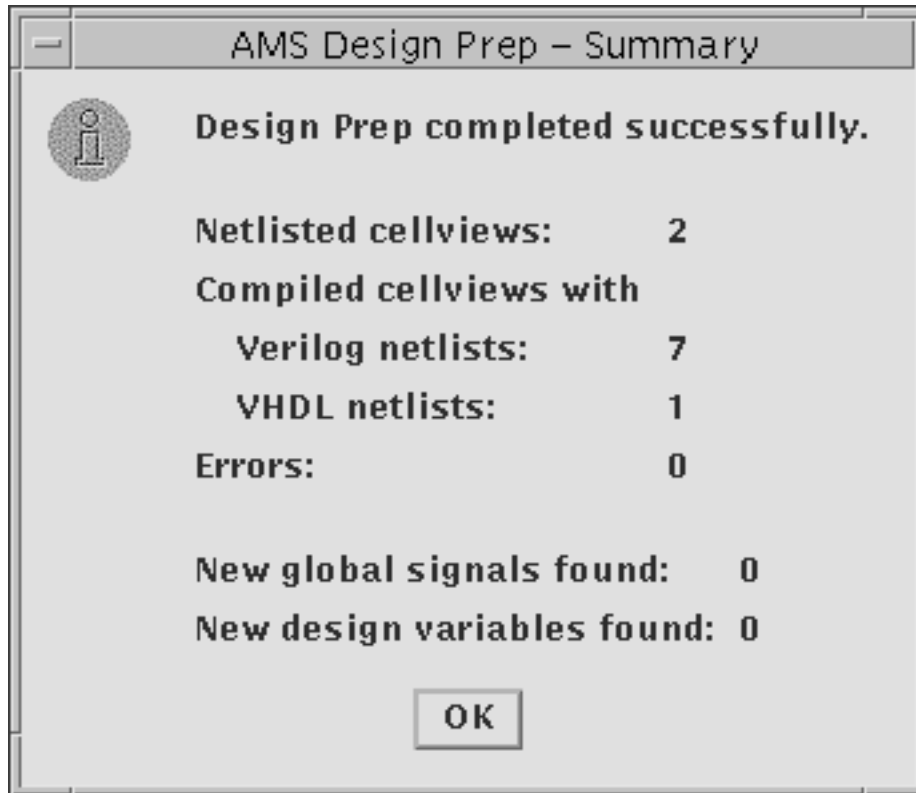 AMS Design Prep – Summary
Design Prep completed successfully.
Netlisted cellviews: 2
Compiled cellviews with
Verilog netlists: 7
VHDL netlists: 1
Errors: 0
New global signals found: 0
New design variables found: 0
OK